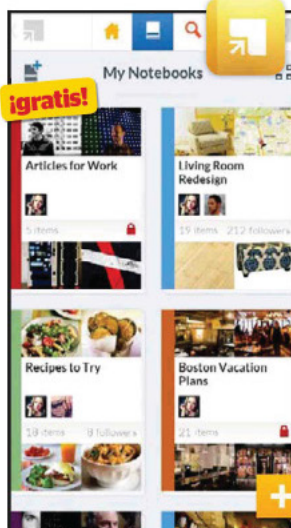 My Notebooks
¡gratis!
Articles for Work
5 items
Living Room
Redesign
19 items 212 followers
Recipes to Try
18 items 8 followers
Boston Vacation
Plans
21 items